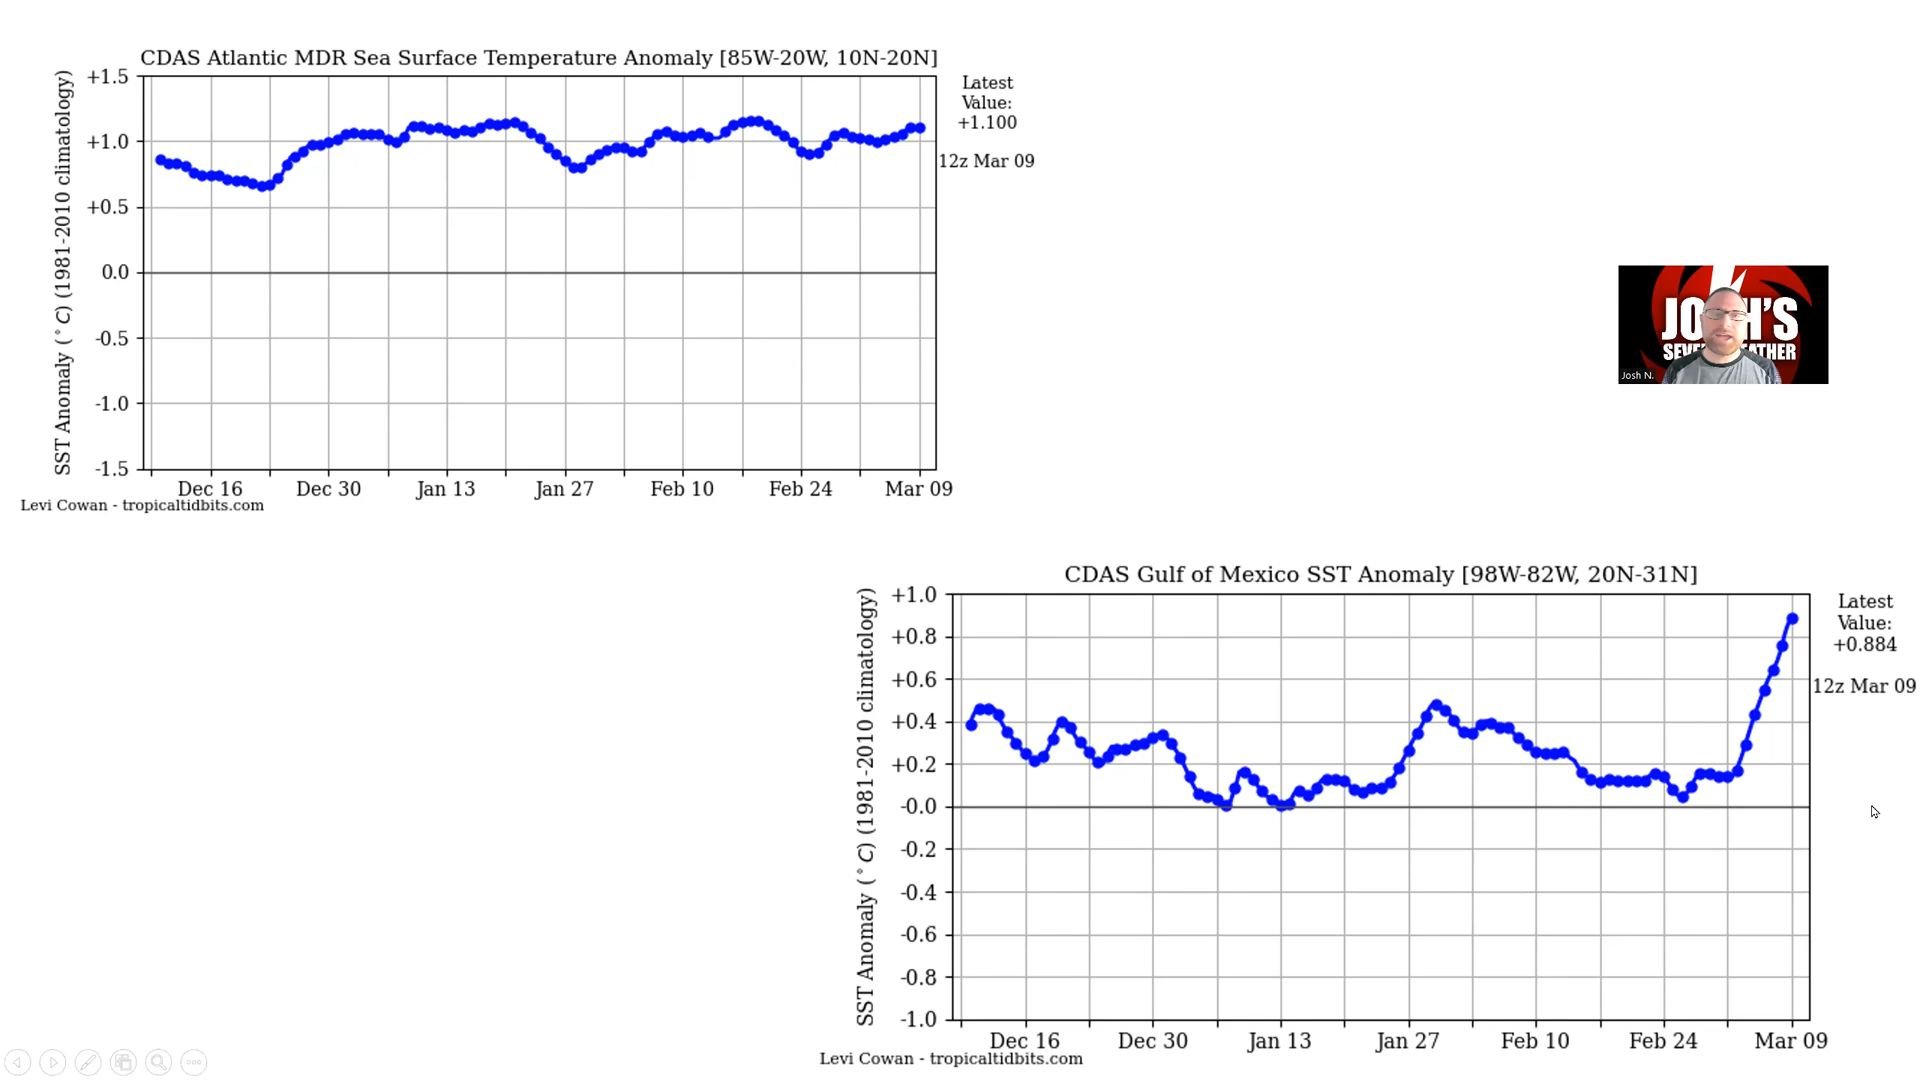 CDAS Atlantic MDR Sea Surface Temperature Anomaly [85W-20W, 10N-20N]
SST Anomaly (°C) (1981-2010 climatology)
+1.5
+1.0
+0.5
0.0
-0.5
-1.0
-1.5
Dec 16
Dec 30
Jan 13
Jan 27
Feb 10
Feb 24
Mar 09
Latest
Value:
+1.100
12z Mar 09
Levi Cowan - tropicaltidbits.com
Josh N.
CDAS Gulf of Mexico SST Anomaly [98W-82W, 20N-31N]
SST Anomaly (°C) (1981-2010 climatology)
+1.0
+0.8
+0.6
+0.4
+0.2
-0.0
-0.2
-0.4
-0.6
-0.8
-1.0
Dec 16
Dec 30
Jan 13
Jan 27
Feb 10
Feb 24
Mar 09
Latest
Value:
+0.884
12z Mar 09
Levi Cowan - tropicaltidbits.com